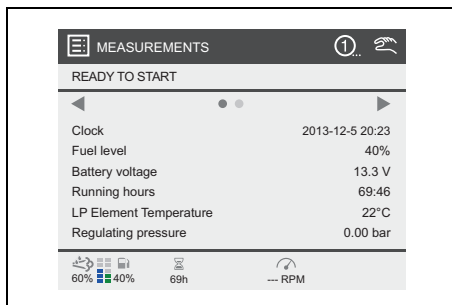 MEASUREMENTS 1...
READY TO START
Clock 2013-12-5 20:23
Fuel level 40%
Battery voltage 13.3 V
Running hours 69:46
LP Element Temperature 22°C
Regulating pressure 0.00 bar
60% 40% 69h --- RPM